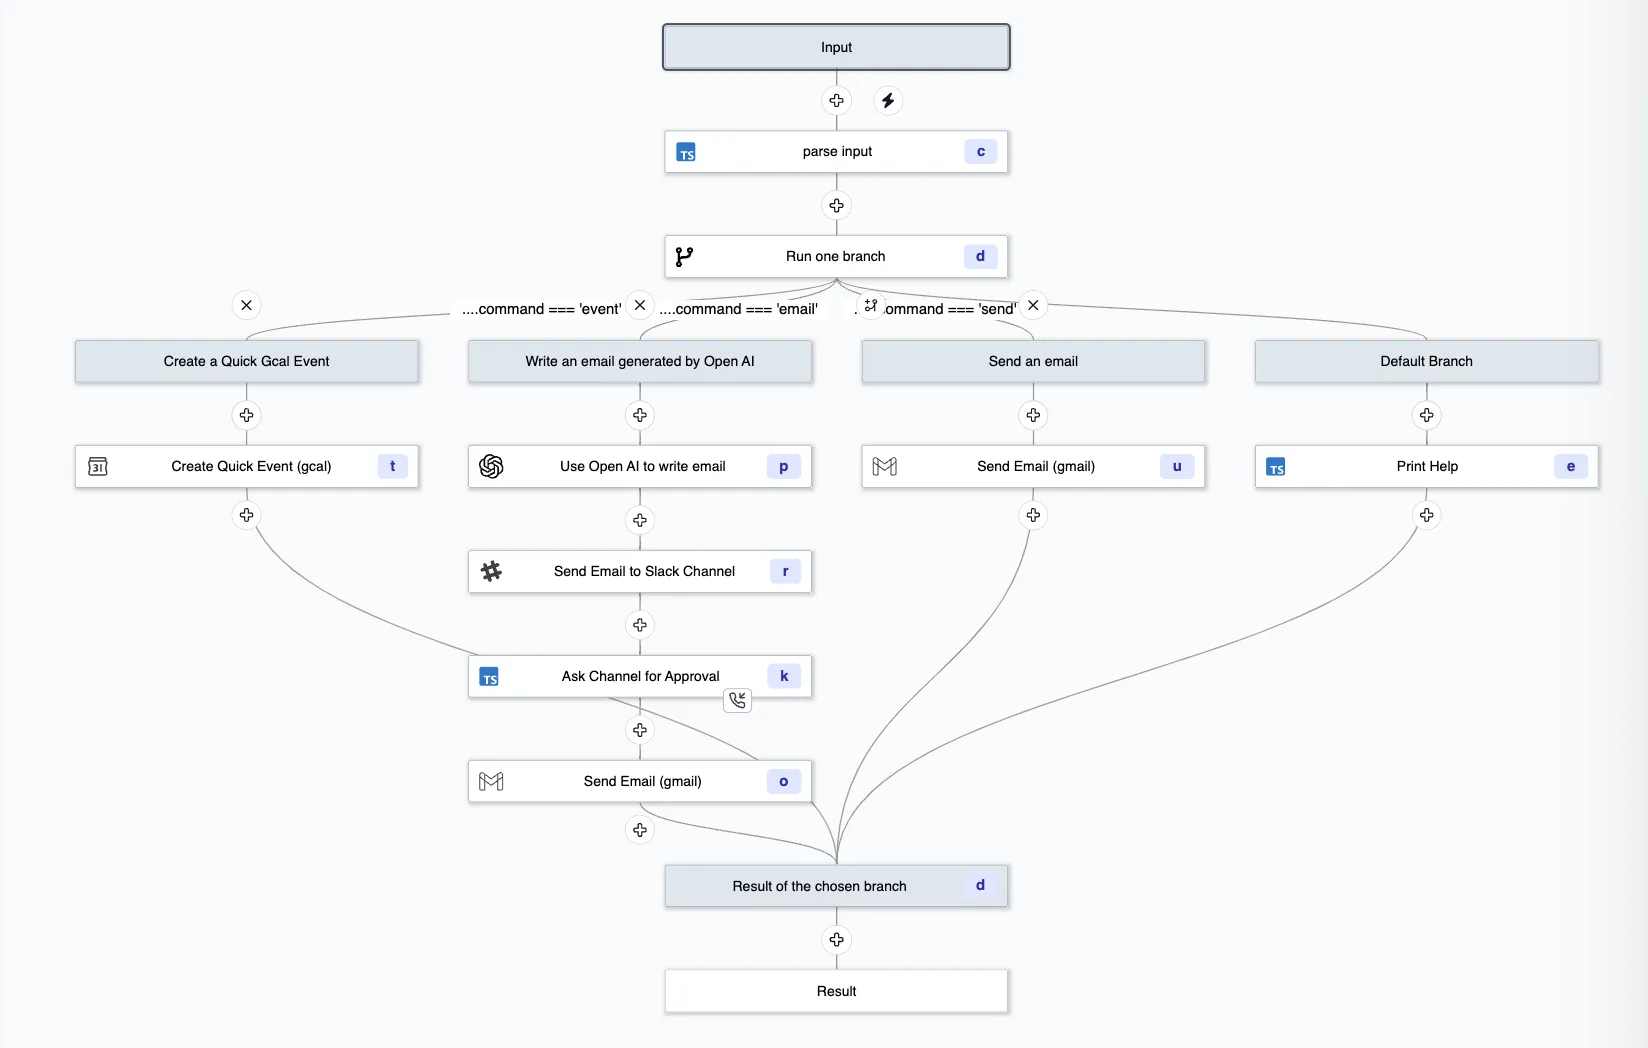 Input
TS parse input c
Run one branch d
....command === 'event' ....command === 'email' .ommand === 'send'
Create a Quick Gcal Event Write an email generated by Open AI Send an email Default Branch
31 Create Quick Event (gcal) t Use Open AI to write email p Send Email (gmail) u TS Print Help e
Send Email to Slack Channel r
TS Ask Channel for Approval k
Send Email (gmail) o
Result of the chosen branch d
Result